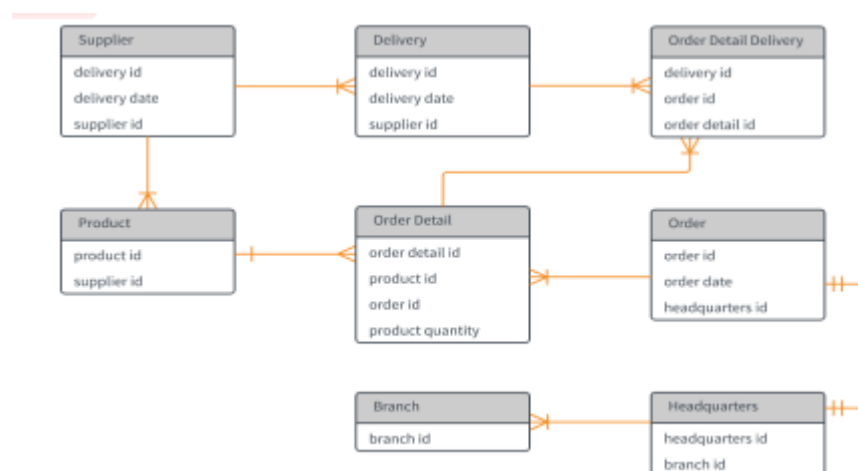 Supplier
delivery id
delivery date
supplier id
Delivery
delivery id
delivery date
supplier id
Order Detail Delivery
delivery id
order id
order detail id
Product
product id
supplier id
Order Detail
order detail id
product id
order id
product quantity
Order
order id
order date
headquarters id
Branch
branch id
Headquarters
headquarters id
branch id